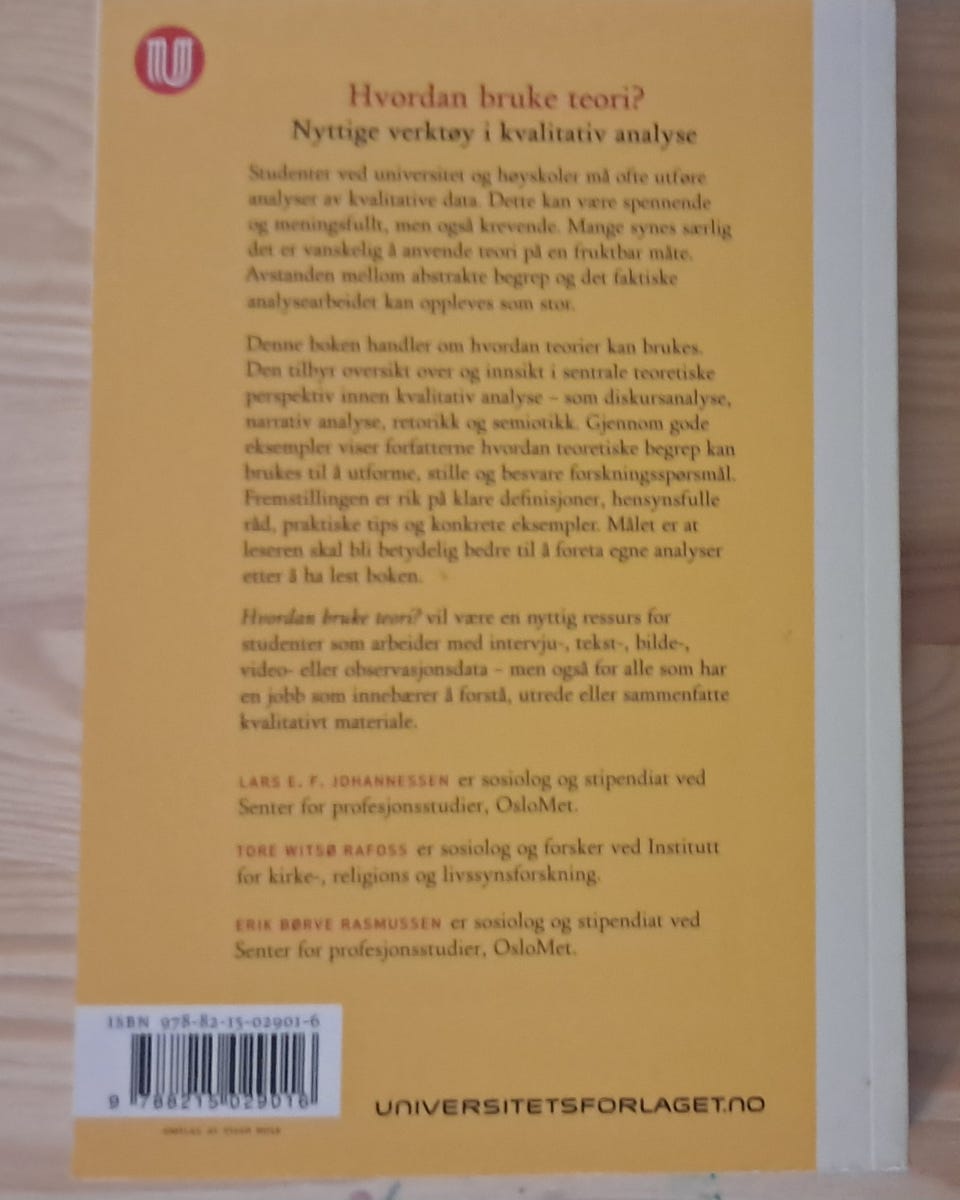 Hvordan bruke teori?
Nyttige verktøy i kvalitativ analyse
Studenter ved universitet og høyskoler må ofte utføre
analyser av kvalitative data. Dette kan være spennende
og meningsfullt, men også krevende. Mange synes særlig
det er vanskelig å anvende teori på en fruktbar måte.
Avstanden mellom abstrakte begrep og det faktiske
analysearbeidet kan oppleves som stor.
Denne boken handler om hvordan teorier kan brukes.
Den tilbyr oversikt over og innsikt i sentrale teoretiske
perspektiv innen kvalitativ analyse – som diskursanalyse,
narrativ analyse, retorikk og semiotikk. Gjennom gode
eksempler viser forfatterne hvordan teoretiske begrep kan
brukes til å utforme, stille og besvare forskningsspørsmål.
Fremstillingen er rik på klare definisjoner, hensynsfulle
råd, praktiske tips og konkrete eksempler. Målet er at
leseren skal bli betydelig bedre til å foreta egne analyser
etter å ha lest boken.
Hvordan bruke teori? vil være en nyttig ressurs for
studenter som arbeider med intervju-, tekst-, bilde-,
video- eller observasjonsdata – men også for alle som har
en jobb som innebærer å forstå, utrede eller sammenfatte
kvalitativt materiale.
LARS E. F. JOHANNESSEN er sosiolog og stipendiat ved
Senter for profesjonsstudier, OsloMet.
TORE WITSØ RAFOSS er sosiolog og forsker ved Institutt
for kirke-, religions og livssynsforskning.
ERIK BØRVE RASMUSSEN er sosiolog og stipendiat ved
Senter for profesjonsstudier, OsloMet.
ISBN 978-82-15-02901-6
9 788215 029016
UNIVERSITETSFORLAGET.NO